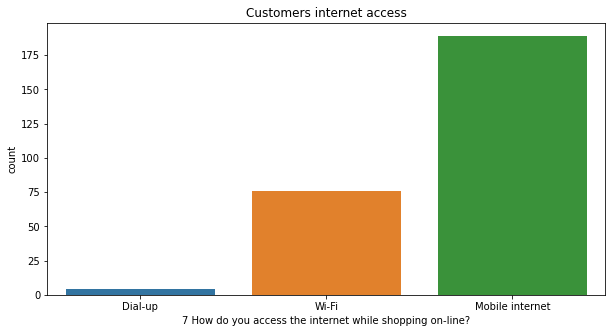 Customers internet access
count
175
150
125
100
75
50
25
0
Dial-up
Wi-Fi
Mobile internet
7 How do you access the internet while shopping on-line?